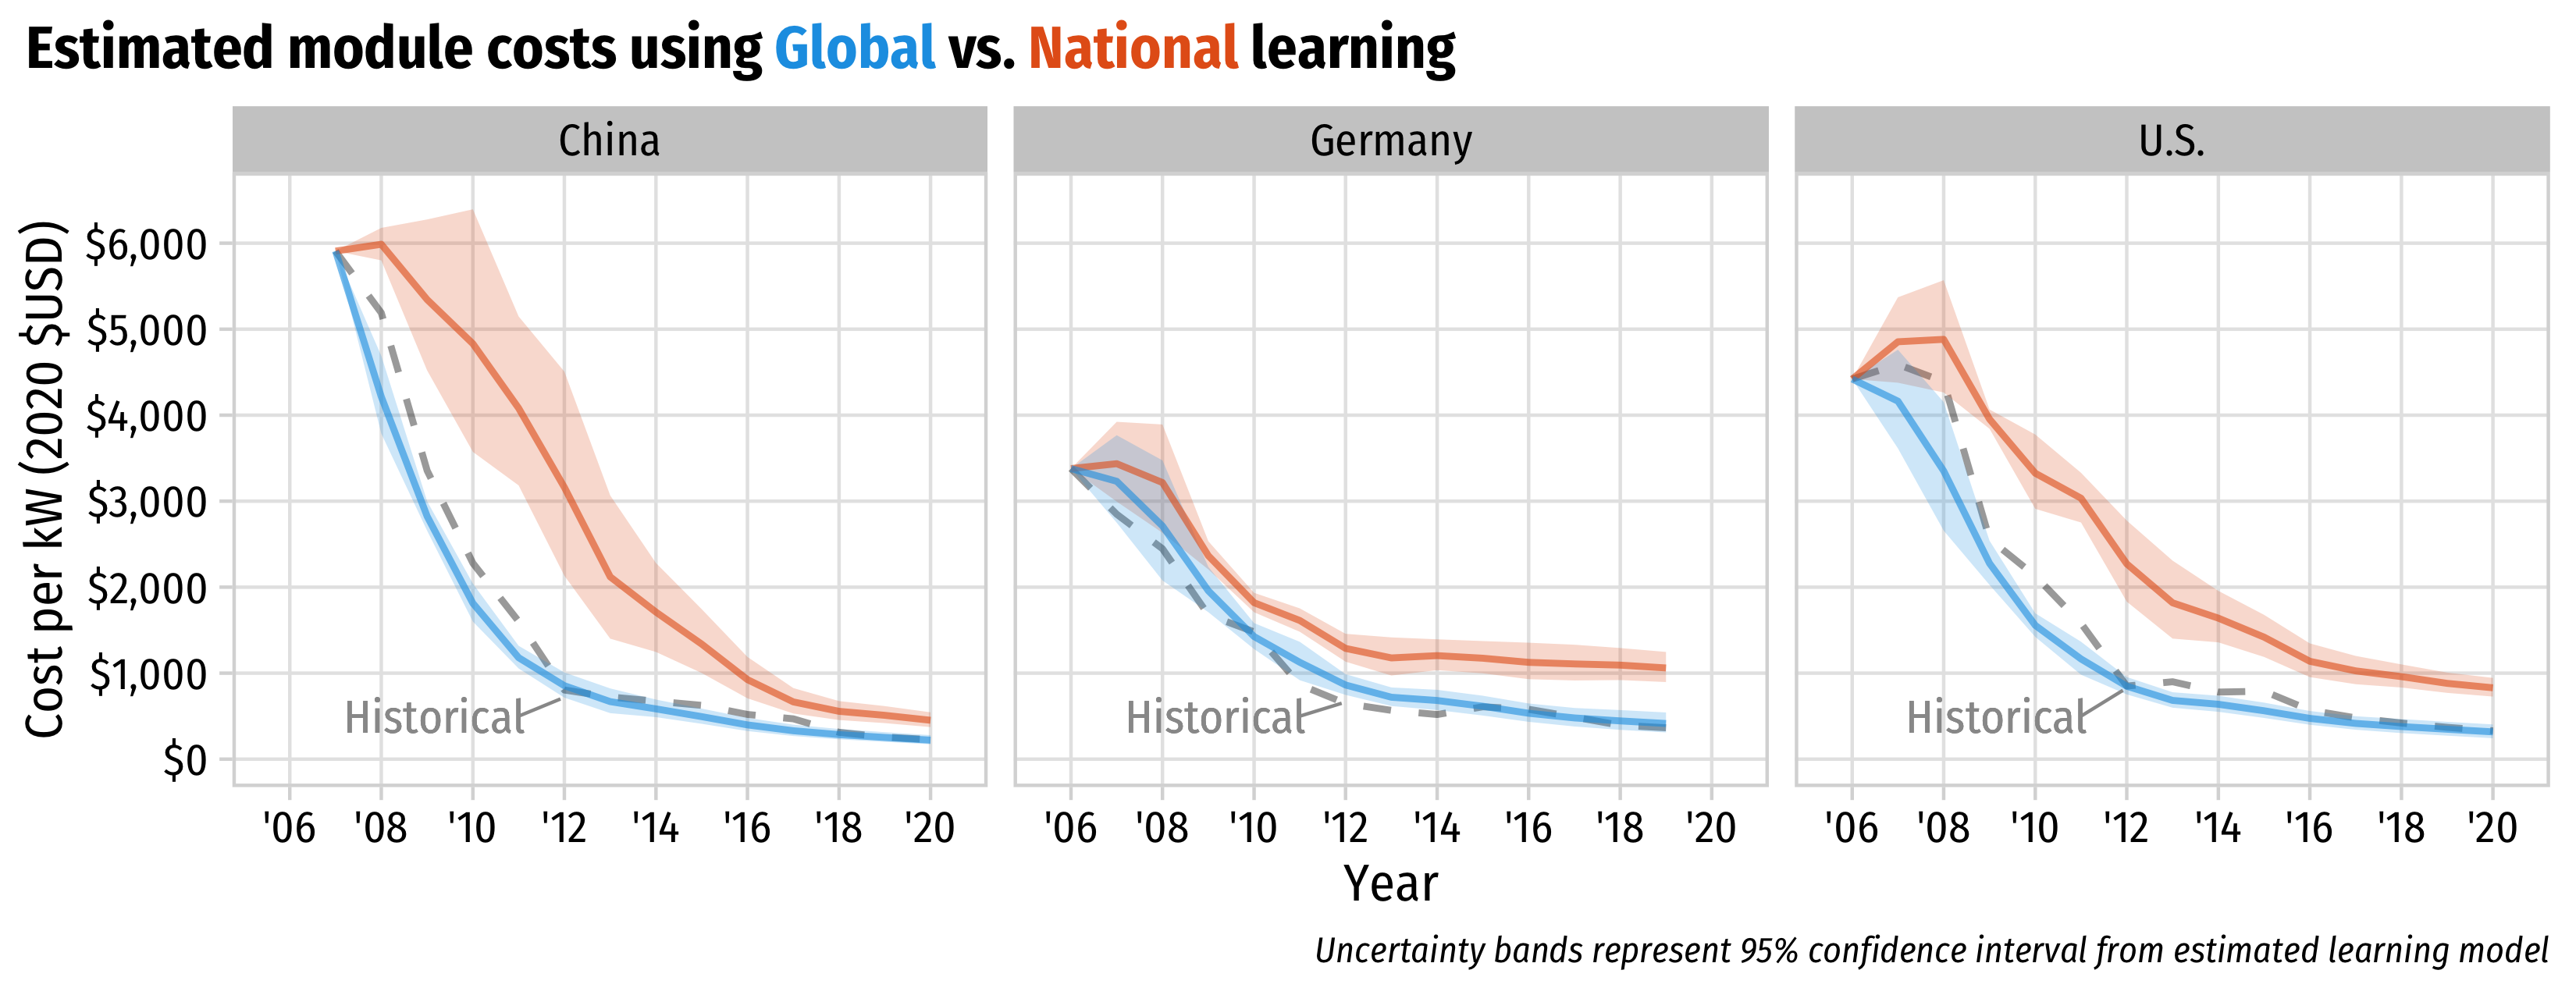 Estimated module costs using Global vs. National learning
China
Germany
U.S.
Cost per kW (2020 $USD)
$6,000
$5,000
$4,000
$3,000
$2,000
$1,000
$0
Historical
Historical
Historical
'06 '08 '10 '12 '14 '16 '18 '20
'06 '08 '10 '12 '14 '16 '18 '20
'06 '08 '10 '12 '14 '16 '18 '20
Year
Uncertainty bands represent 95% confidence interval from estimated learning model